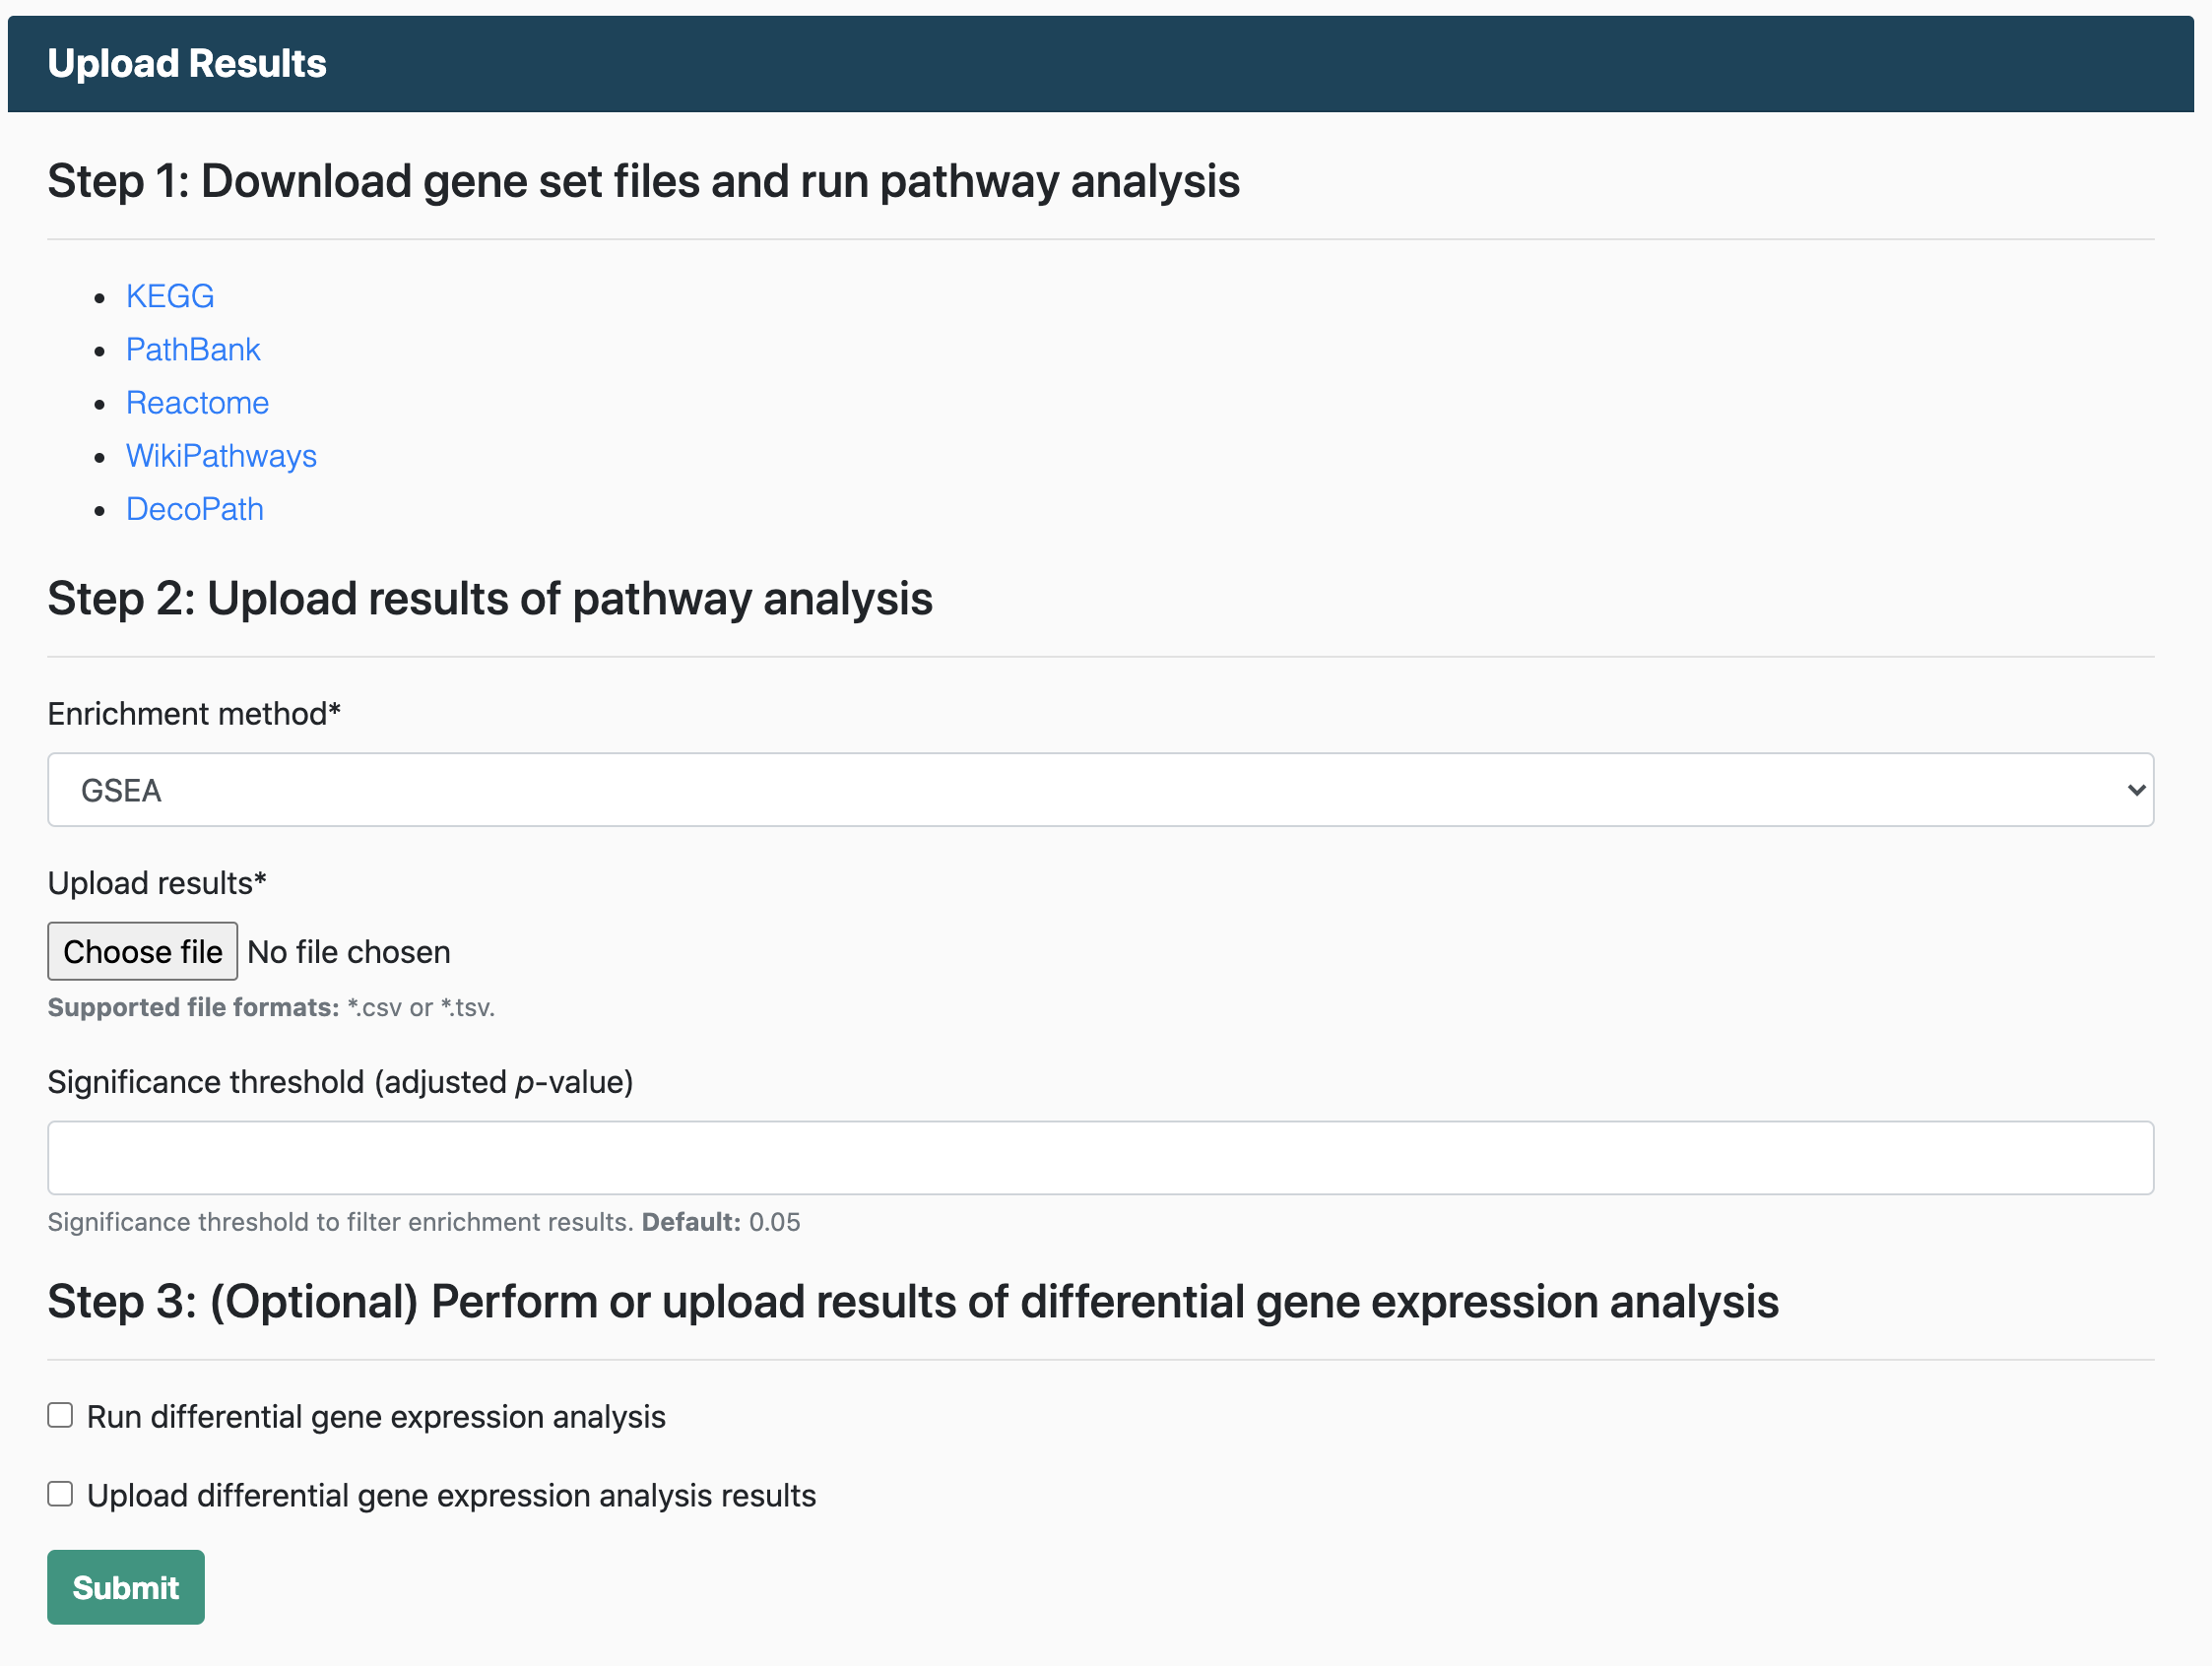 Upload Results
Step 1: Download gene set files and run pathway analysis
KEGG
PathBank
Reactome
WikiPathways
DecoPath
Step 2: Upload results of pathway analysis
Enrichment method*
GSEA
Upload results*
Choose file No file chosen
Supported file formats: *.csv or *.tsv.
Significance threshold (adjusted p-value)
Significance threshold to filter enrichment results. Default: 0.05
Step 3: (Optional) Perform or upload results of differential gene expression analysis
Run differential gene expression analysis
Upload differential gene expression analysis results
Submit